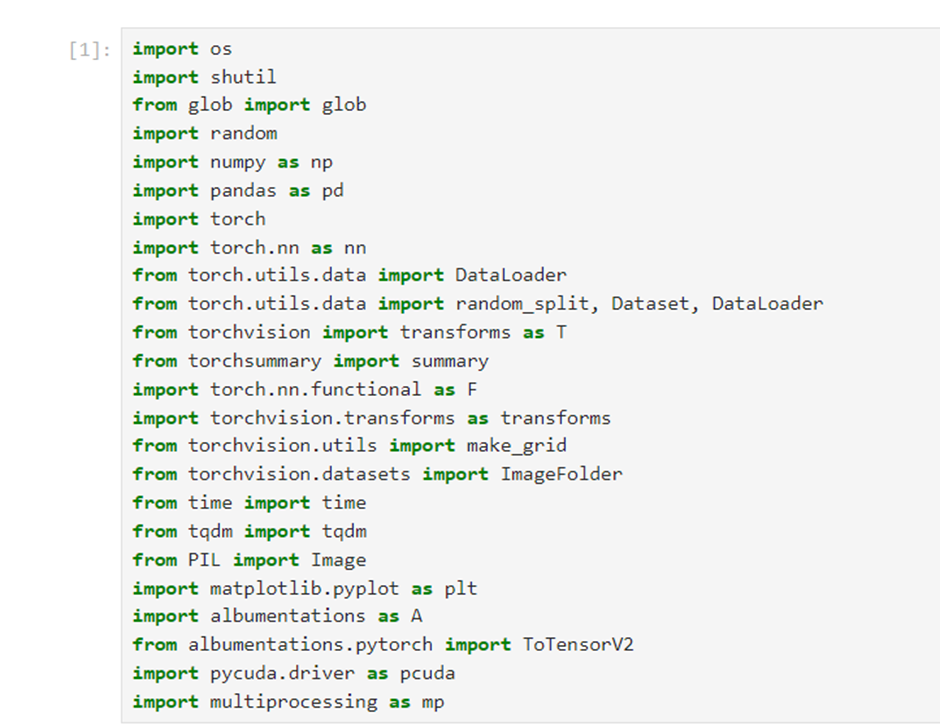 [1]:
import os
import shutil
from glob import glob
import random
import numpy as np
import pandas as pd
import torch
import torch.nn as nn
from torch.utils.data import DataLoader
from torch.utils.data import random_split, Dataset, DataLoader
from torchvision import transforms as T
from torchsummary import summary
import torch.nn.functional as F
import torchvision.transforms as transforms
from torchvision.utils import make_grid
from torchvision.datasets import ImageFolder
from time import time
from tqdm import tqdm
from PIL import Image
import matplotlib.pyplot as plt
import albumentations as A
from albumentations.pytorch import ToTensorV2
import pycuda.driver as pcuda
import multiprocessing as mp